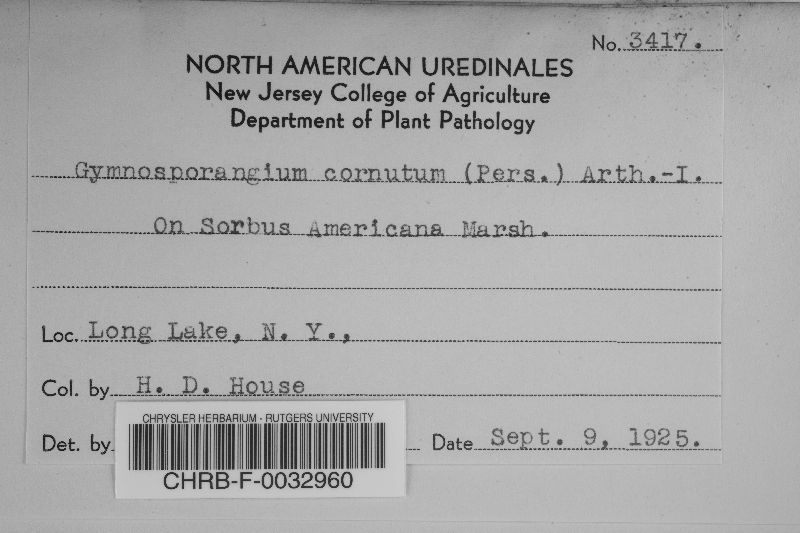 No. 3417.
NORTH AMERICAN UREDINALES
New Jersey College of Agriculture
Department of Plant Pathology
Gymnosporangium cornutum (Pers.) Arth.-I.
On Sorbus Americana Marsh.
Loc. Long Lake, N. Y.,
Col. by H. D. House
Det. by
Date Sept. 9, 1925.
CHRYSLER HERBARIUM - RUTGERS UNIVERSITY
CHRB-F-0032960